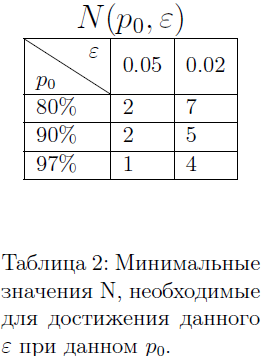 N(p₀, ε)
ε 0.05 0.02
p₀
80% 2 7
90% 2 5
97% 1 4
Таблица 2: Минимальные
значения N, необходимые
для достижения данного
ε при данном p₀.